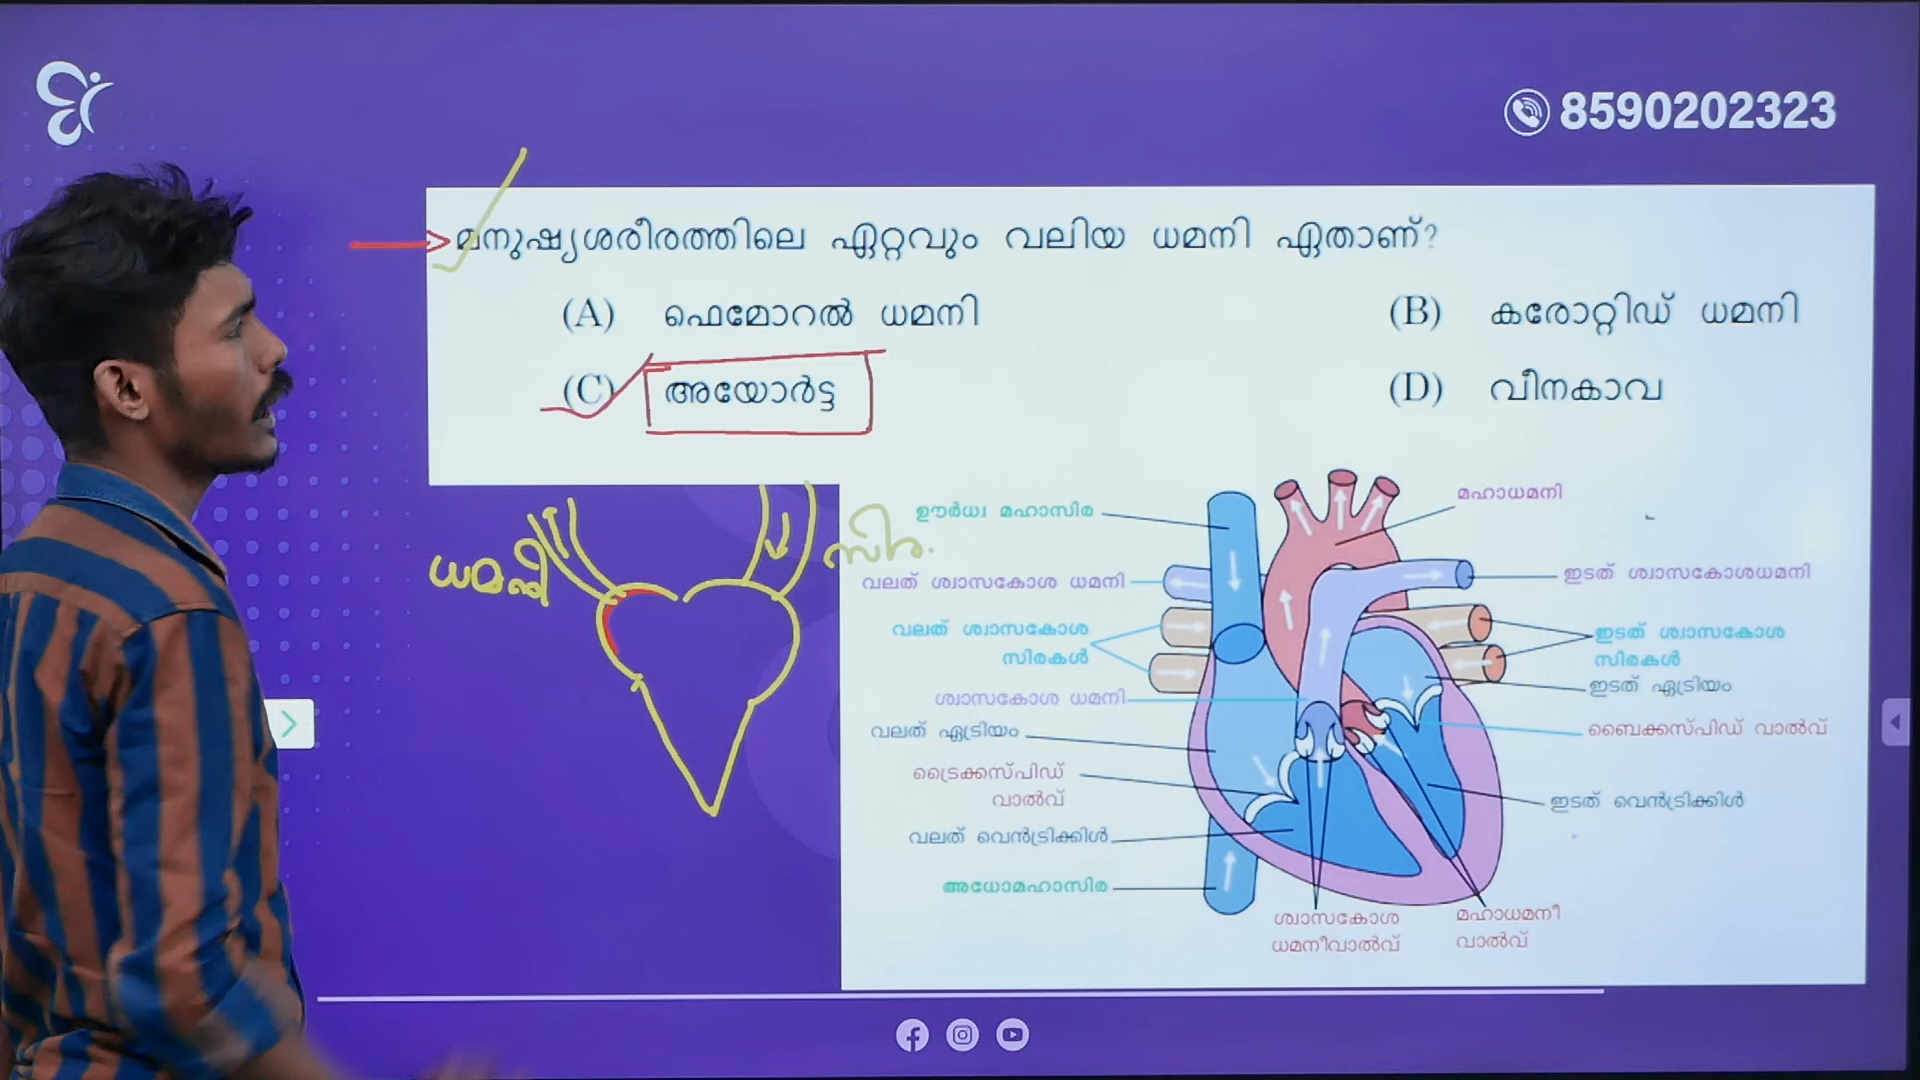 8590202323
മനുഷ്യശരീരത്തിലെ ഏറ്റവും വലിയ ധമനി ഏതാണ്?
(A) ഫെമോറൽ ധമനി
(B) കരോറ്റിഡ് ധമനി
(C) അയോർട്ട
(D) വീനകാവ
ധമനി
സിര.
ഊർധ്വ മഹാസിര
മഹാധമനി
വലത് ശ്വാസകോശ ധമനി
ഇടത് ശ്വാസകോശധമനി
വലത് ശ്വാസകോശ
സിരകൾ
ഇടത് ശ്വാസകോശ
സിരകൾ
ശ്വാസകോശ ധമനി
ഇടത് ഏട്രിയം
വലത് ഏട്രിയം
ബൈക്കസ്പിഡ് വാൽവ്
ട്രൈക്കസ്പിഡ്
വാൽവ്
ഇടത് വെൻട്രിക്കിൾ
വലത് വെൻട്രിക്കിൾ
അധോമഹാസിര
ശ്വാസകോശ
ധമനീവാൽവ്
മഹാധമനീ
വാൽവ്